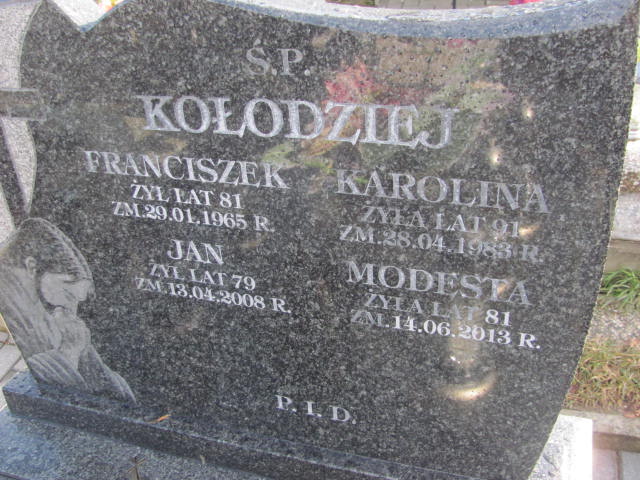 Ś.P.
KOŁODZIEJ
FRANCISZEK
ŻYŁ LAT 81
ZM.29.01.1965 R.
KAROLINA
ŻYŁA LAT 91
ZM.28.04.1983 R.
JAN
ŻYŁ LAT 79
ZM.13.04.2008 R.
MODESTA
ŻYŁA LAT 81
ZM.14.06.2013 R.
P.I.D.